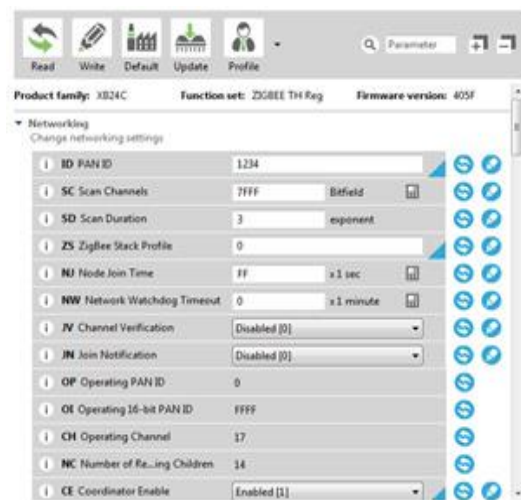 Read Write Default Update Profile Parameter
Product family: XB24C Function set: ZIGBEE TH Reg Firmware version: 405F
Networking
Change networking settings
i ID PAN ID 1234
i SC Scan Channels 7FFF Bitfield
i SD Scan Duration 3 exponent
i ZS ZigBee Stack Profile 0
i NJ Node Join Time FF x 1 sec
i NW Network Watchdog Timeout 0 x 1 minute
i JV Channel Verification Disabled [0]
i JN Join Notification Disabled [0]
i OP Operating PAN ID 0
i OI Operating 16-bit PAN ID FFFF
i CH Operating Channel 17
i NC Number of Re...ing Children 14
i CE Coordinator Enable Enabled [1]